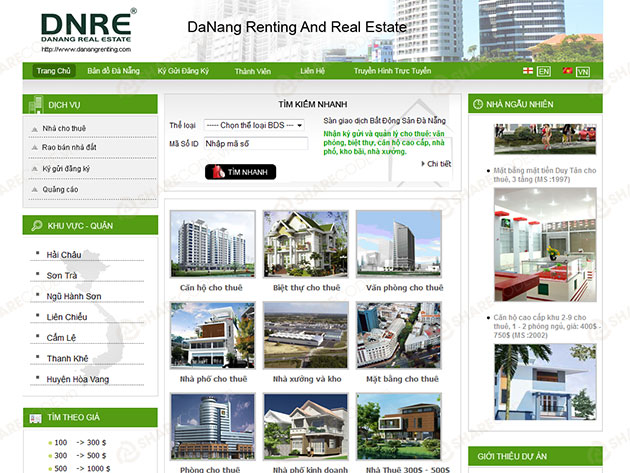 DNRE®
DANANG REAL ESTATE
http://www.danangrenting.com
DaNang Renting And Real Estate
Trang Chủ
Bản đồ Đà Nẵng
Ký Gửi Đăng Ký
Thành Viên
Liên Hệ
Truyền Hình Trực Tuyến
EN
VN
DỊCH VỤ
Nhà cho thuê
Rao bán nhà đất
Ký gửi đăng ký
Quảng cáo
KHU VỰC - QUẬN
Hải Châu
Sơn Trà
Ngũ Hành Sơn
Liên Chiểu
Cẩm Lệ
Thanh Khê
Huyện Hòa Vang
TÌM THEO GIÁ
100 -> 300 $
300 -> 500 $
500 -> 1000 $
TÌM KIẾM NHANH
Thể loại
----- Chọn thể loại BDS ---
Mã Số ID
Nhập mã số
TÌM NHANH
Sàn giao dịch Bất Động Sản Đà Nẵng
Nhận ký gửi và quản lý cho thuê: văn
phòng, biệt thự, căn hộ cao cấp, nhà
phố, kho bãi, nhà xưởng.
Chi tiết
Căn hộ cho thuê
Biệt thự cho thuê
Văn phòng cho thuê
Nhà phố cho thuê
Nhà xưởng và kho
Mặt bằng cho thuê
Phòng cho thuê
Nhà phố kinh doanh
Nhà Thuê 300$ - 500$
NHÀ NGẪU NHIÊN
Mặt bằng mặt tiền Duy Tân cho
thuê, 3 tầng (MS :1997)
Căn hộ cao cấp khu 2-9 cho
thuê, 1 - 2 phòng ngủ, giá: 400$ -
750$ (MS :2002)
GIỚI THIỆU DỰ ÁN